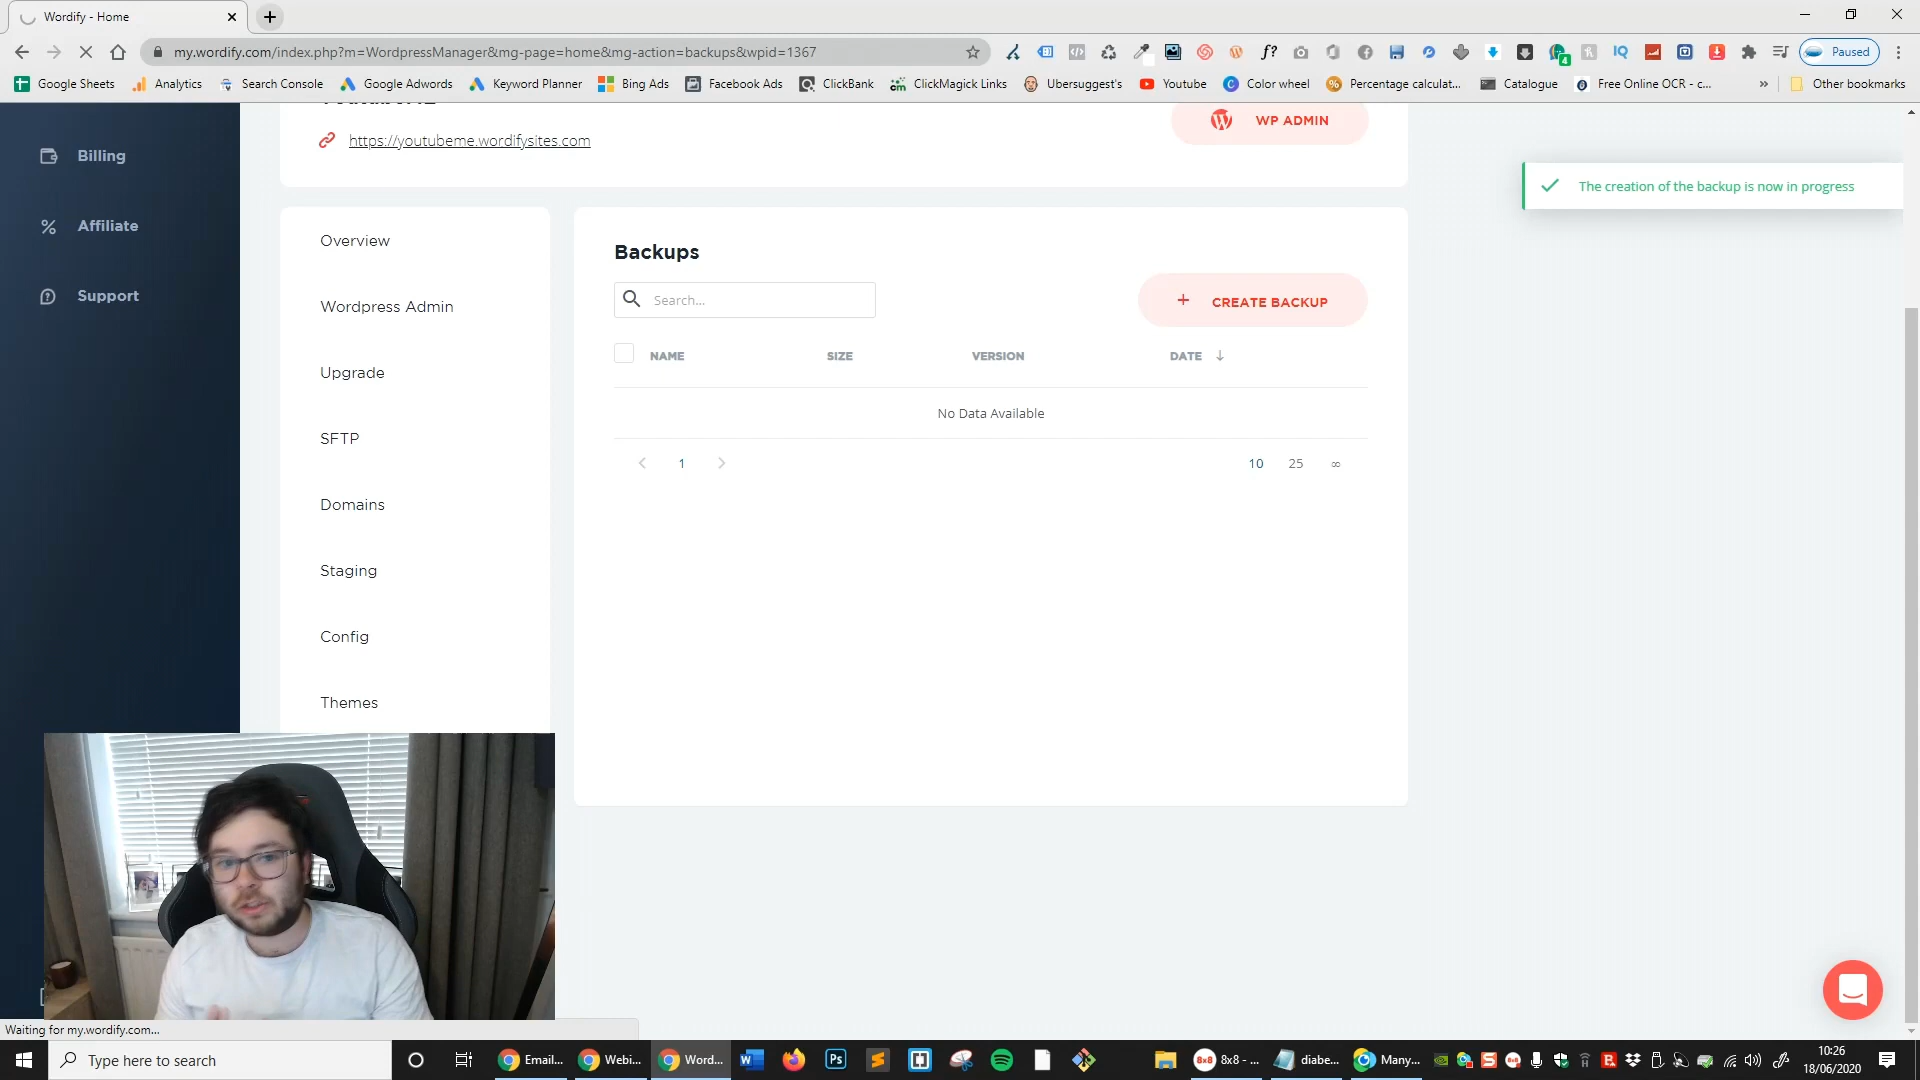 Wordify - Home
my.wordify.com/index.php?m=WordpressManager&mg-page=home&mg-action=backups&wpid=1367
Paused
Google Sheets
Analytics
Search Console
Google Adwords
Keyword Planner
Bing Ads
Facebook Ads
ClickBank
ClickMagick Links
Ubersuggest's
Youtube
Color wheel
Percentage calculat...
Catalogue
Free Online OCR - c...
Other bookmarks
Billing
Affiliate
Support
https://youtubeme.wordifysites.com
WP ADMIN
The creation of the backup is now in progress
Overview
Wordpress Admin
Upgrade
SFTP
Domains
Staging
Config
Themes
Backups
Search...
CREATE BACKUP
NAME SIZE VERSION DATE
No Data Available
1
10 25 ∞
Waiting for my.wordify.com...
Type here to search
Email...
Webi...
Word...
8x8 - ...
diabe...
Many...
10:26
18/06/2020